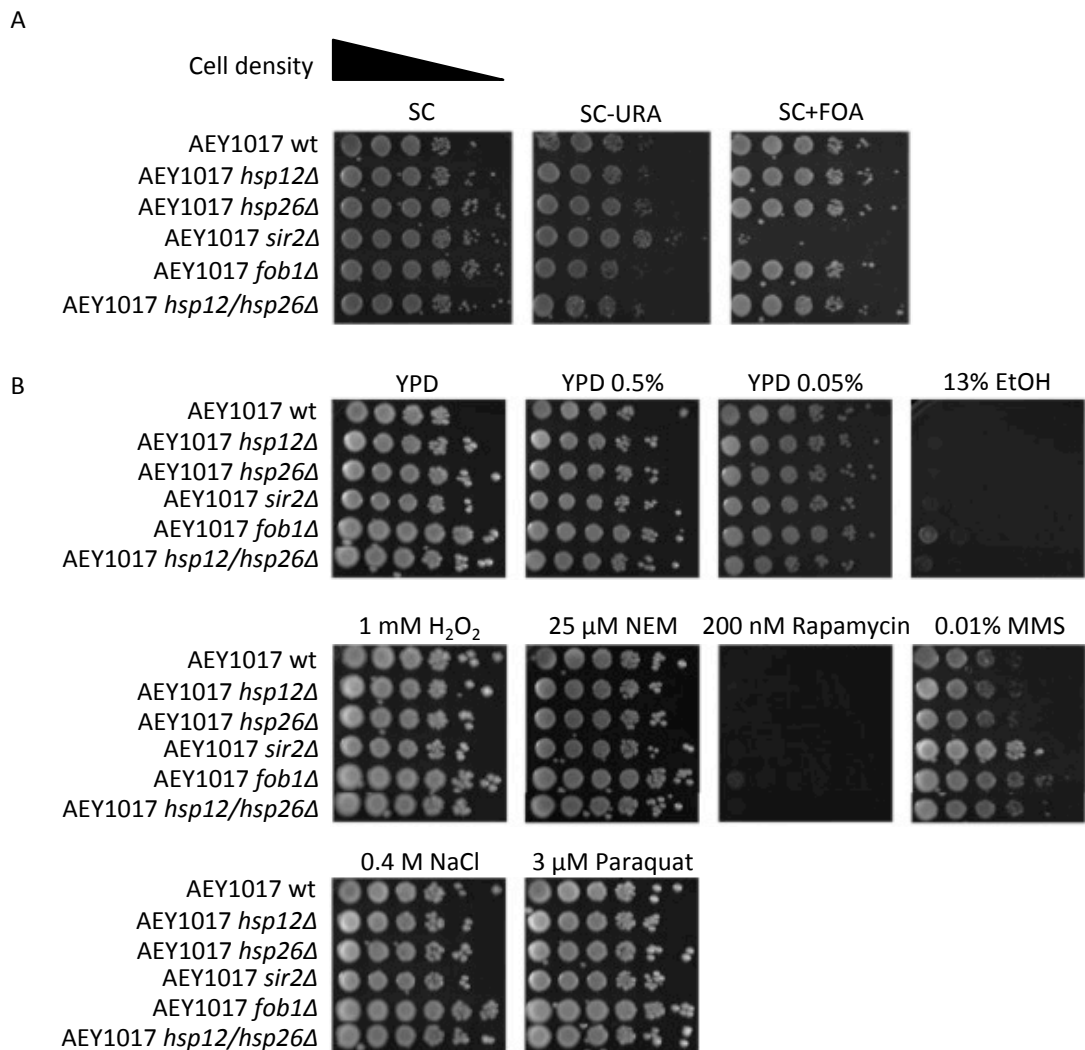 A
Cell density
SC SC-URA SC+FOA
AEY1017 wt
AEY1017 hsp12Δ
AEY1017 hsp26Δ
AEY1017 sir2Δ
AEY1017 fob1Δ
AEY1017 hsp12/hsp26Δ
B
YPD YPD 0.5% YPD 0.05% 13% EtOH
AEY1017 wt
AEY1017 hsp12Δ
AEY1017 hsp26Δ
AEY1017 sir2Δ
AEY1017 fob1Δ
AEY1017 hsp12/hsp26Δ
1 mM H₂O₂ 25 µM NEM 200 nM Rapamycin 0.01% MMS
AEY1017 wt
AEY1017 hsp12Δ
AEY1017 hsp26Δ
AEY1017 sir2Δ
AEY1017 fob1Δ
AEY1017 hsp12/hsp26Δ
0.4 M NaCl 3 µM Paraquat
AEY1017 wt
AEY1017 hsp12Δ
AEY1017 hsp26Δ
AEY1017 sir2Δ
AEY1017 fob1Δ
AEY1017 hsp12/hsp26Δ